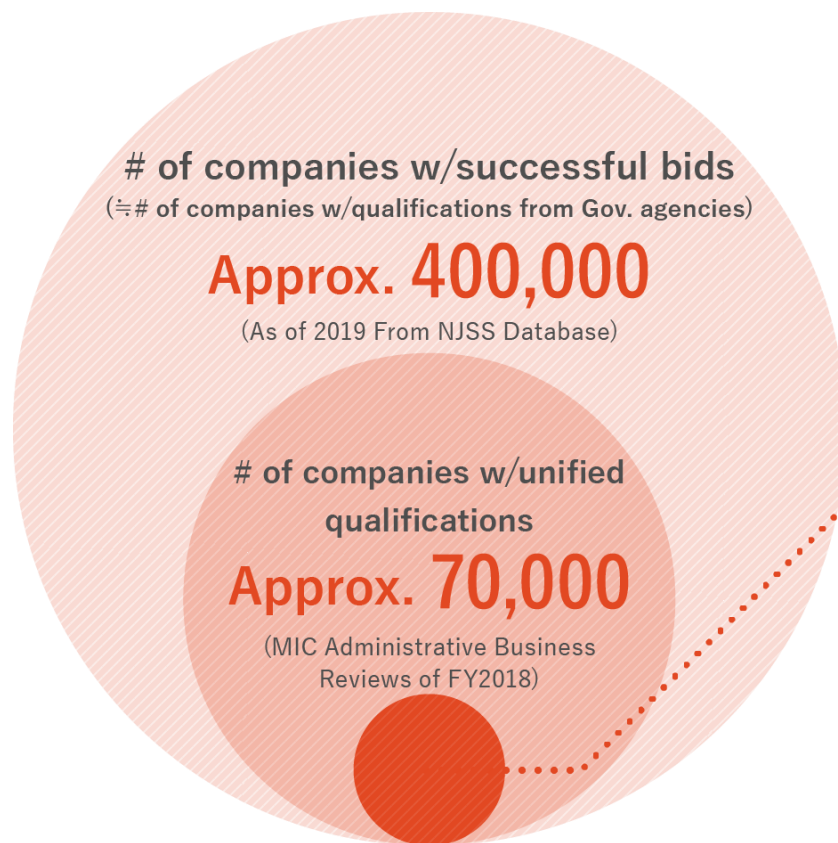 # of companies w/successful bids
(≒# of companies w/qualifications from Gov. agencies)
Approx. 400,000
(As of 2019 From NJSS Database)
# of companies w/unified
qualifications
Approx. 70,000
(MIC Administrative Business
Reviews of FY2018)